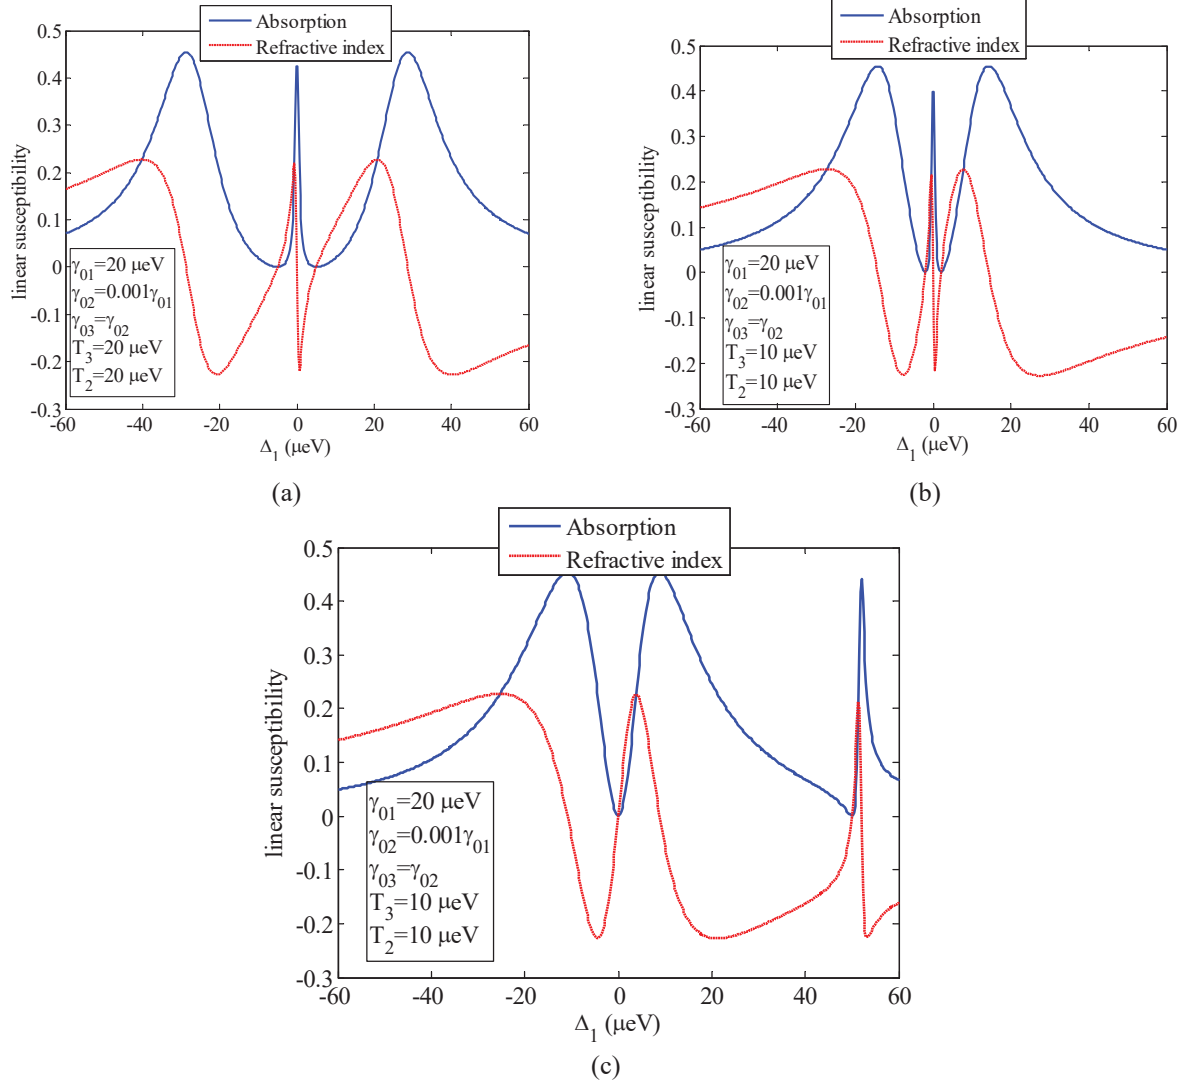 Absorption
Refractive index
linear susceptibility
0.5
0.4
0.3
0.2
0.1
0
-0.1
-0.2
-0.3
γ01=20 μeV
γ02=0.001γ01
γ03=γ02
T3=20 μeV
T2=20 μeV
-60 -40 -20 0 20 40 60
Δ1 (μeV)
(a)
Absorption
Refractive index
linear susceptibility
0.5
0.4
0.3
0.2
0.1
0
-0.1
-0.2
-0.3
γ01=20 μeV
γ02=0.001γ01
γ03=γ02
T3=10 μeV
T2=10 μeV
-60 -40 -20 0 20 40 60
Δ1 (μeV)
(b)
Absorption
Refractive index
linear susceptibility
0.5
0.4
0.3
0.2
0.1
0
-0.1
-0.2
-0.3
γ01=20 μeV
γ02=0.001γ01
γ03=γ02
T3=10 μeV
T2=10 μeV
-60 -40 -20 0 20 40 60
Δ1 (μeV)
(c)